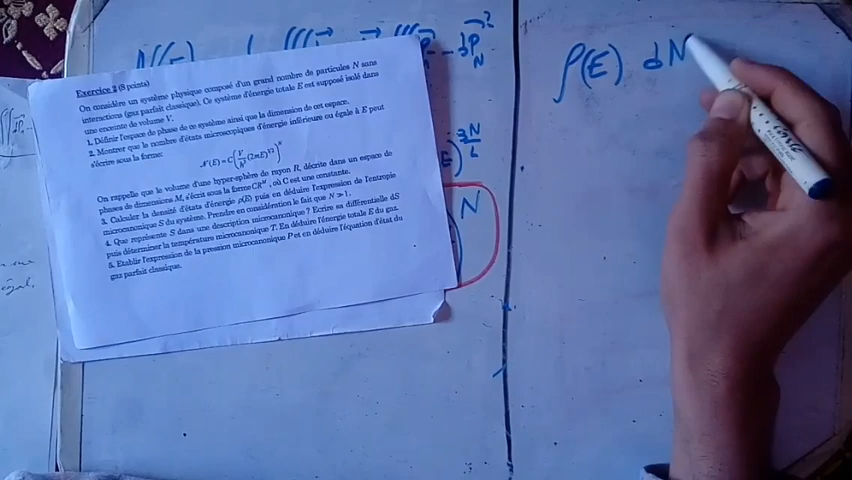 Exercice 2 (8 points)
On considère un système physique composé d'un grand nombre de particules N sans
interactions (gaz parfait classique). Ce système d'énergie totale E est supposé isolé dans
une enceinte de volume V.
1. Définir l'espace de phase de ce système ainsi que la dimension de cet espace.
2. Montrer que le nombre d'états microscopiques d'énergie inférieure ou égale à E peut
s'écrire sous la forme:
𝒩(E) = C(V/h³ (2mE)^{3/2})^N
On rappelle que le volume d'une hyper-sphère de rayon R, décrite dans un espace de
phases de dimensions M, s'écrit sous la forme CR^M, où C est une constante.
3. Calculer la densité d'états d'énergie ρ(E) puis en déduire l'expression de l'entropie
microcanonique S du système. Prendre en considération le fait que N ≫ 1.
4. Que représente S dans une description microcanonique ? Ecrire sa différentielle dS
puis déterminer la température microcanonique T. En déduire l'énergie totale E du gaz.
5. Etablir l'expression de la pression microcanonique P et en déduire l'équation d'état du
gaz parfait classique.
N
ρ(E) dN